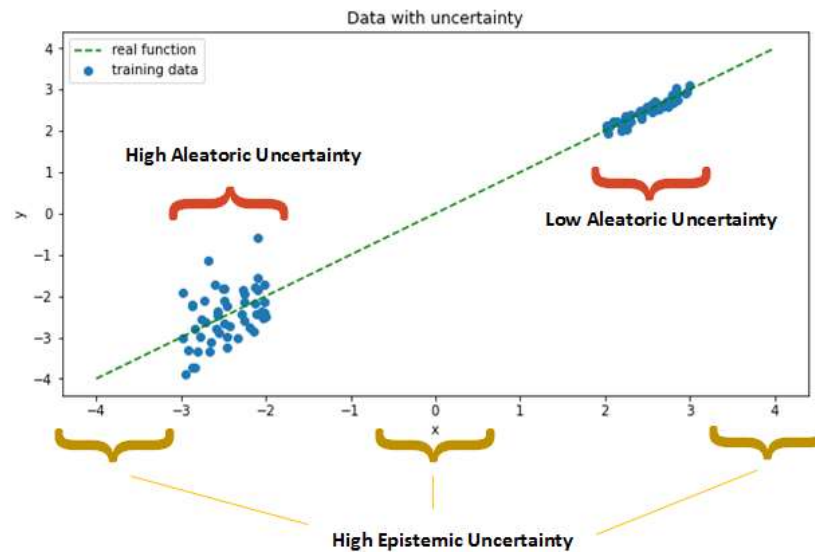 Data with uncertainty
real function
training data
High Aleatoric Uncertainty
Low Aleatoric Uncertainty
y
4
3
2
1
0
−1
−2
−3
−4
−4
−3
−2
−1
0
1
2
3
4
x
High Epistemic Uncertainty